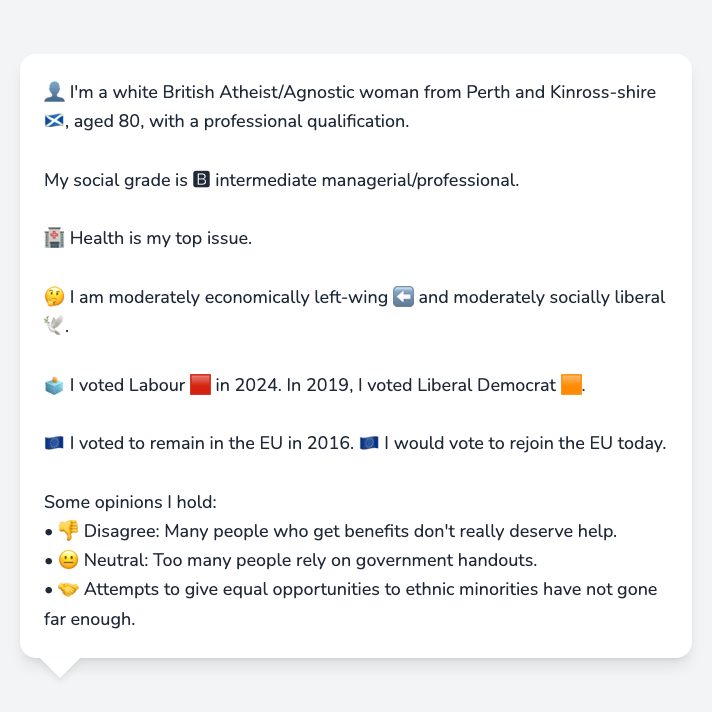 👤 I'm a white British Atheist/Agnostic woman from Perth and Kinross-shire
🏴󠁧󠁢󠁳󠁣󠁴󠁿, aged 80, with a professional qualification.
My social grade is 🅱 intermediate managerial/professional.
🏥 Health is my top issue.
🤔 I am moderately economically left-wing ⬅️ and moderately socially liberal
🕊️.
🗳️ I voted Labour 🟥 in 2024. In 2019, I voted Liberal Democrat 🟧.
🇪🇺 I voted to remain in the EU in 2016. 🇪🇺 I would vote to rejoin the EU today.
Some opinions I hold:
• 👎 Disagree: Many people who get benefits don't really deserve help.
• 😐 Neutral: Too many people rely on government handouts.
• 🤝 Attempts to give equal opportunities to ethnic minorities have not gone
far enough.